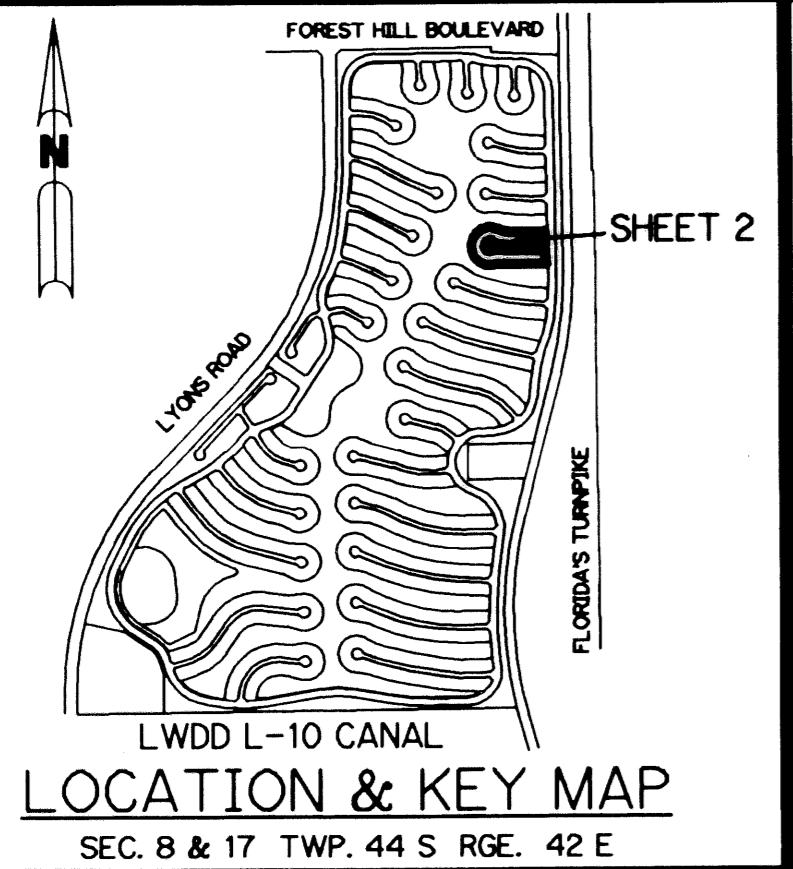 FOREST HILL BOULEVARD
N
SHEET 2
LYONS ROAD
FLORIDA'S TURNPIKE
LWDD L-10 CANAL
LOCATION & KEY MAP
SEC. 8 & 17 TWP. 44 S RGE. 42 E